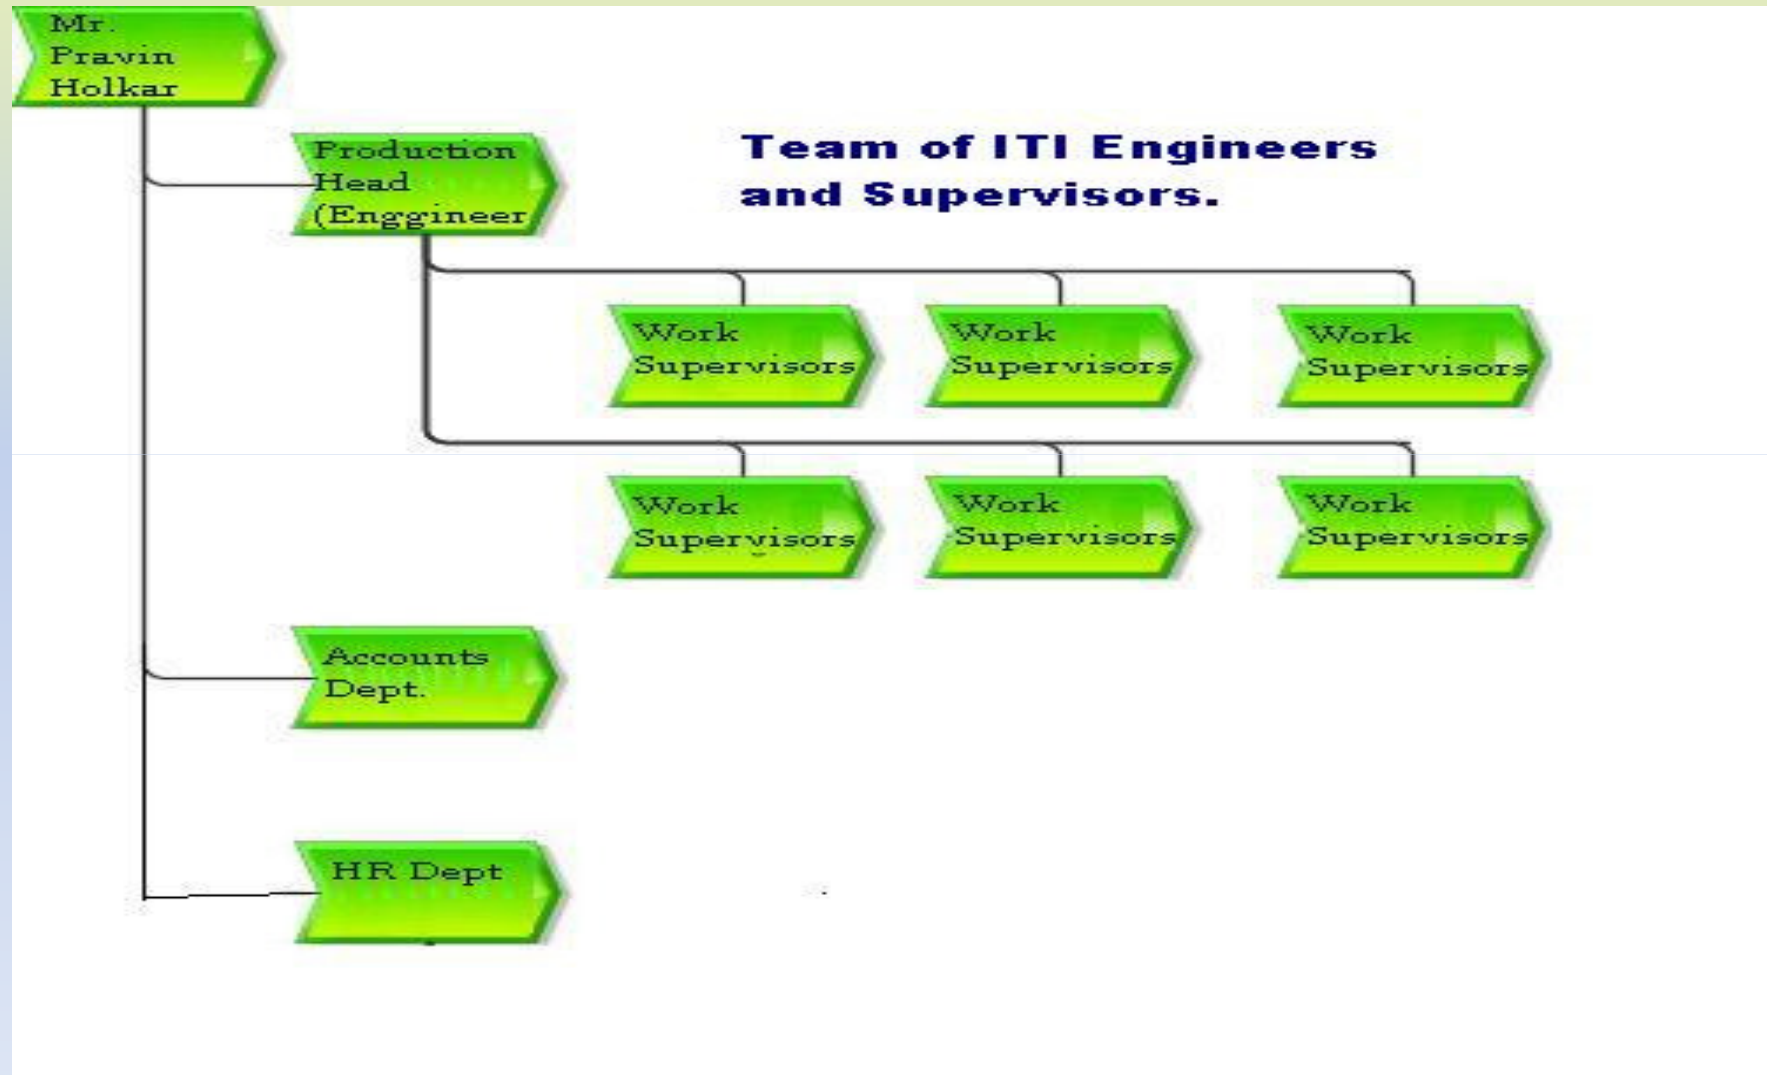 Mr.
Pravin
Holkar
Production
Head
(Enggineer
Team of ITI Engineers
and Supervisors.
Work
Supervisors
Work
Supervisors
Work
Supervisors
Work
Supervisors
Work
Supervisors
Work
Supervisors
Accounts
Dept.
HR Dept